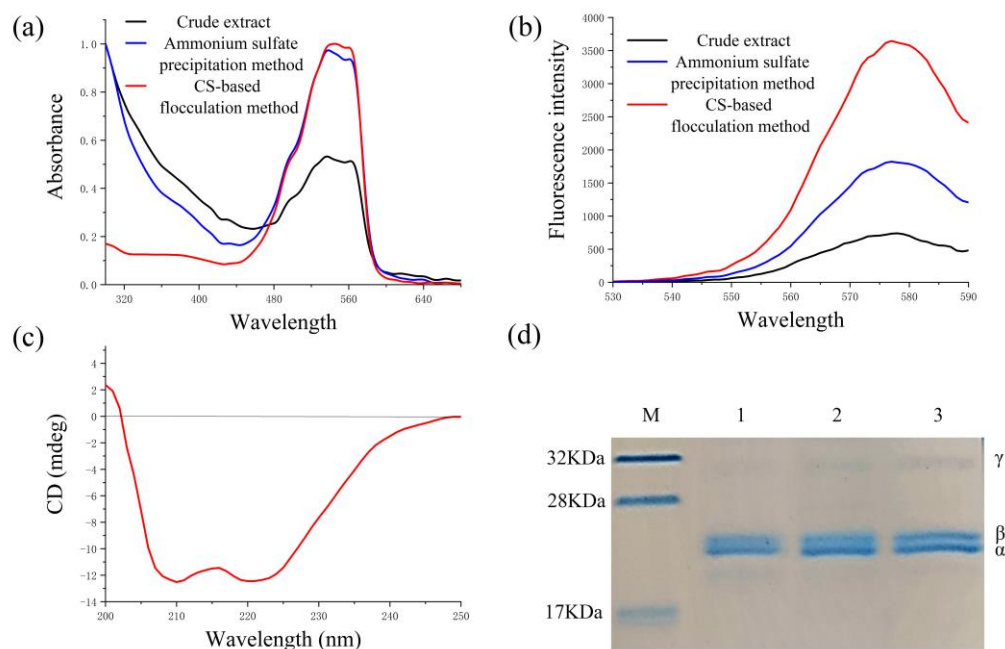 (a)
Crude extract
Ammonium sulfate
precipitation method
CS-based
flocculation method
Absorbance
1.0
0.8
0.6
0.4
0.2
0.0
320 400 480 560 640
Wavelength
(b)
Crude extract
Ammonium sulfate
precipitation method
CS-based
flocculation method
Fluorescence intensity
4000
3500
3000
2500
2000
1500
1000
500
0
530 540 550 560 570 580 590
Wavelength
(c)
CD (mdeg)
4
2
0
-2
-4
-6
-8
-10
-12
-14
200 210 220 230 240 250
Wavelength (nm)
(d)
M 1 2 3
32KDa
28KDa
17KDa
γ
β
α